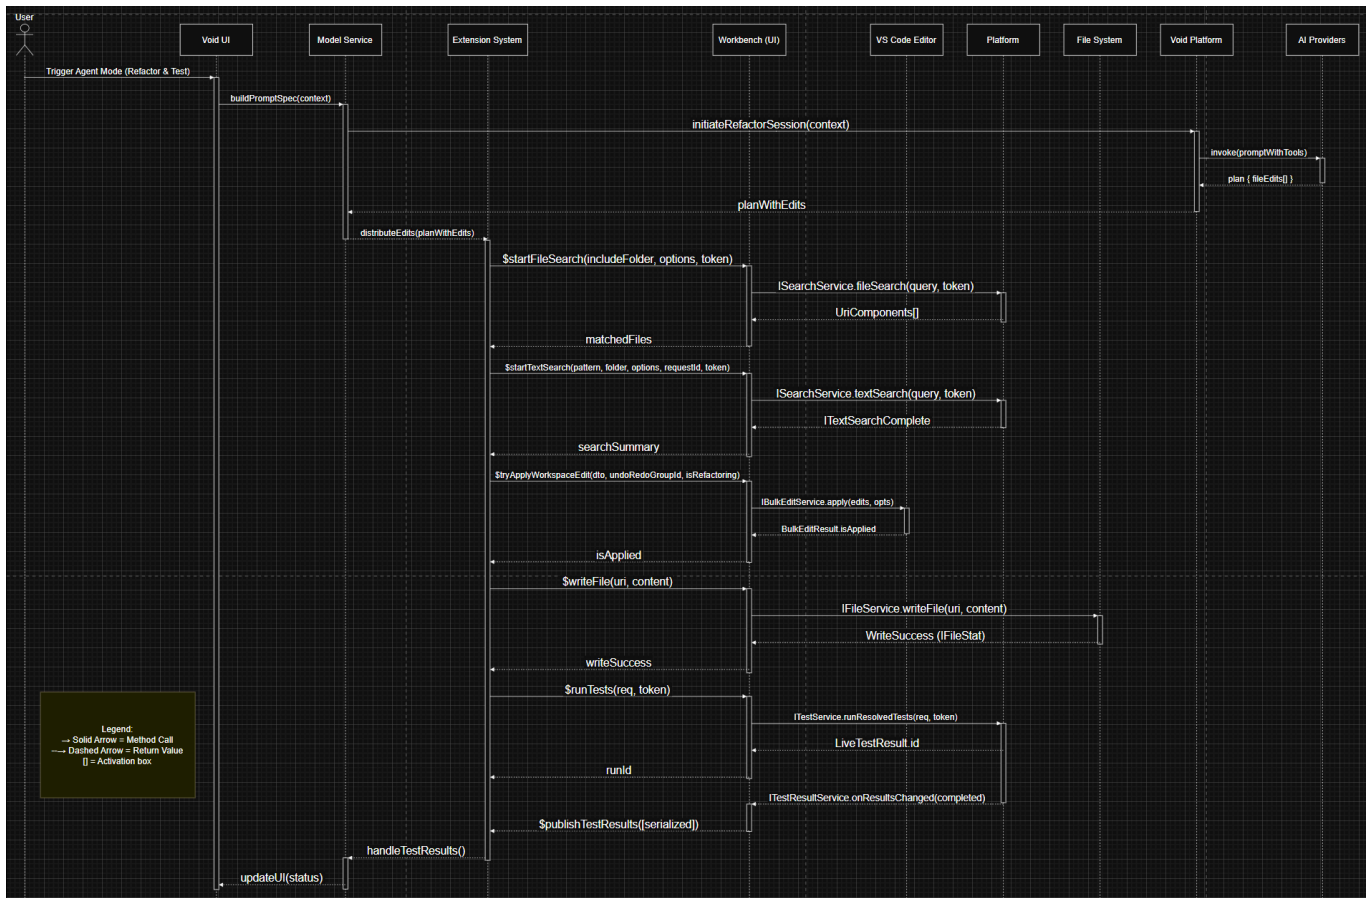 User
Void UI
Model Service
Extension System
Workbench (UI)
VS Code Editor
Platform
File System
Void Platform
AI Providers
Trigger Agent Mode (Refactor & Test)
buildPromptSpec(context)
initiateRefactorSession(context)
invoke(promptWithTools)
plan { fileEdits[] }
planWithEdits
distributeEdits(planWithEdits)
$startFileSearch(includeFolder, options, token)
ISearchService.fileSearch(query, token)
UriComponents[]
matchedFiles
$startTextSearch(pattern, folder, options, requestId, token)
ISearchService.textSearch(query, token)
ITextSearchComplete
searchSummary
$tryApplyWorkspaceEdit(dto, undoRedoGroupId, isRefactoring)
IBulkEditService.apply(edits, opts)
BulkEditResult.isApplied
isApplied
$writeFile(uri, content)
IFileService.writeFile(uri, content)
WriteSuccess (IFileStat)
writeSuccess
$runTests(req, token)
ITestService.runResolvedTests(req, token)
LiveTestResult.id
runId
ITestResultService.onResultsChanged(completed)
$publishTestResults([serialized])
handleTestResults()
updateUI(status)
Legend:
→ Solid Arrow = Method Call
--→ Dashed Arrow = Return Value
[] = Activation box